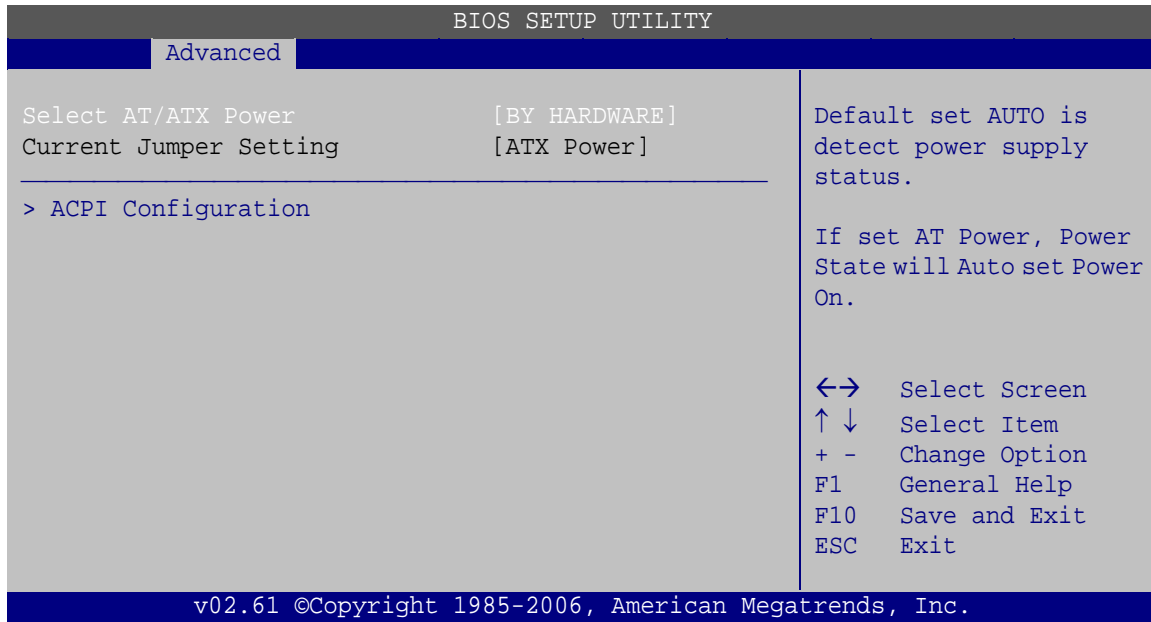 BIOS SETUP UTILITY
Advanced
Select AT/ATX Power [BY HARDWARE]
Current Jumper Setting [ATX Power]
> ACPI Configuration
Default set AUTO is
detect power supply
status.
If set AT Power, Power
State will Auto set Power
On.
←→ Select Screen
↑ ↓ Select Item
+ - Change Option
F1 General Help
F10 Save and Exit
ESC Exit
v02.61 ©Copyright 1985-2006, American Megatrends, Inc.